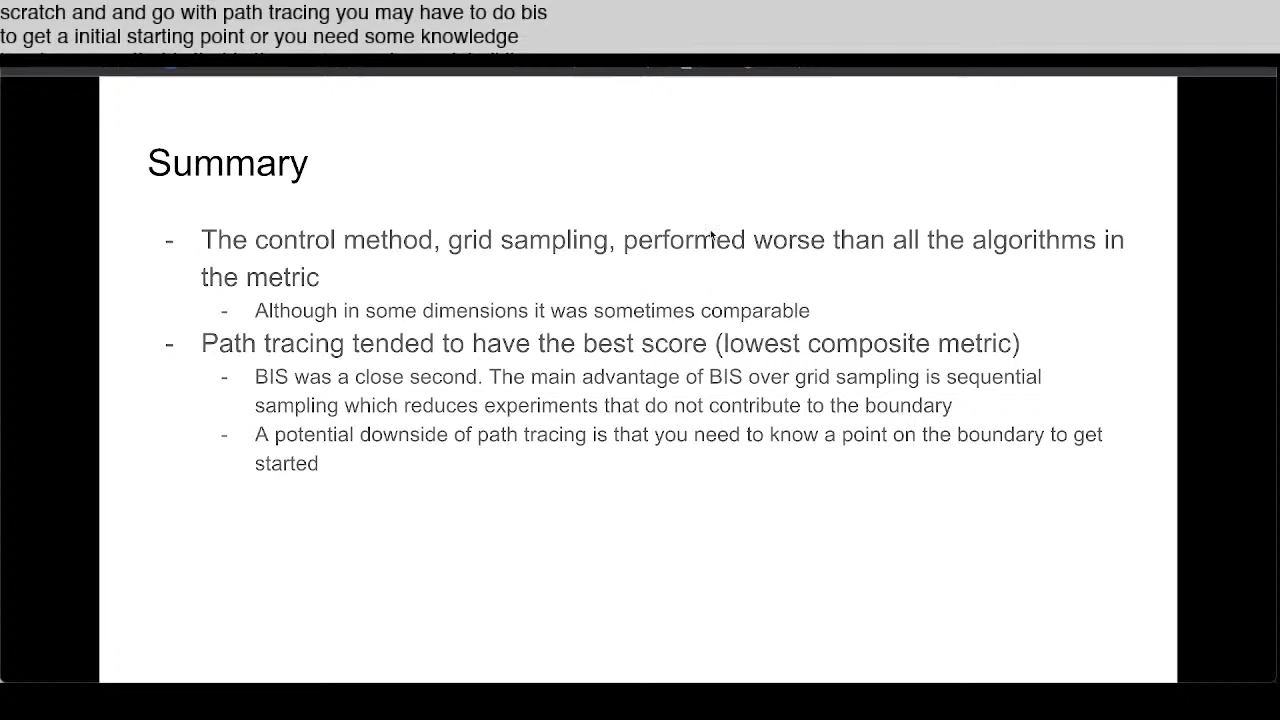 scratch and and go with path tracing you may have to do bis
to get a initial starting point or you need some knowledge
Summary
- The control method, grid sampling, performed worse than all the algorithms in
the metric
- Although in some dimensions it was sometimes comparable
- Path tracing tended to have the best score (lowest composite metric)
- BIS was a close second. The main advantage of BIS over grid sampling is sequential
sampling which reduces experiments that do not contribute to the boundary
- A potential downside of path tracing is that you need to know a point on the boundary to get
started